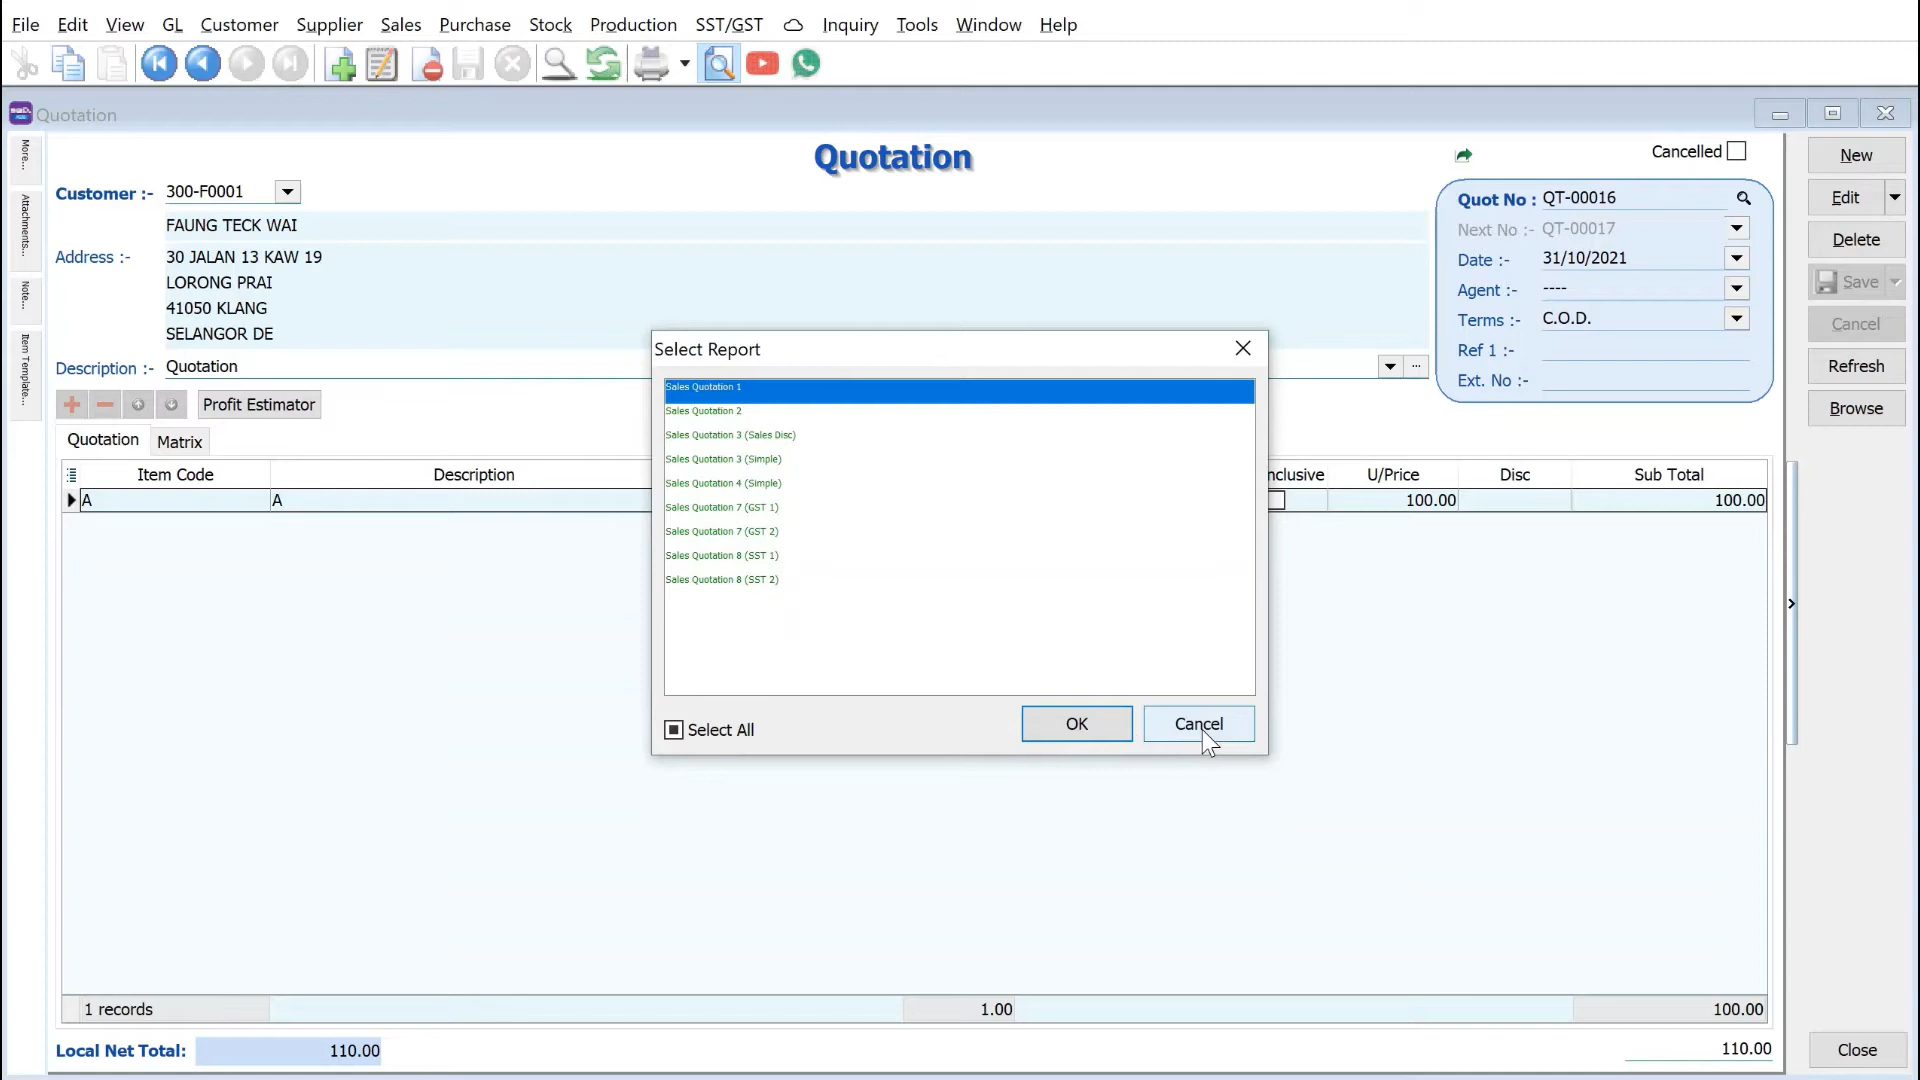 File Edit View GL Customer Supplier Sales Purchase Stock Production SST/GST Inquiry Tools Window Help
Quotation
More...
Attachments...
Note...
Item Template...
Quotation
Cancelled
Customer :- 300-F0001
FAUNG TECK WAI
Address :- 30 JALAN 13 KAW 19
LORONG PRAI
41050 KLANG
SELANGOR DE
Description :- Quotation
Quot No : QT-00016
Next No :- QT-00017
Date :- 31/10/2021
Agent :- ----
Terms :- C.O.D.
Ref 1 :-
Ext. No :-
New
Edit
Delete
Save
Cancel
Refresh
Browse
Profit Estimator
Quotation Matrix
Item Code Description nclusive U/Price Disc Sub Total
A A 100.00 100.00
Select Report
Sales Quotation 1
Sales Quotation 2
Sales Quotation 3 (Sales Disc)
Sales Quotation 3 (Simple)
Sales Quotation 4 (Simple)
Sales Quotation 7 (GST 1)
Sales Quotation 7 (GST 2)
Sales Quotation 8 (SST 1)
Sales Quotation 8 (SST 2)
Select All OK Cancel
1 records 1.00 100.00
Local Net Total: 110.00 110.00
Close